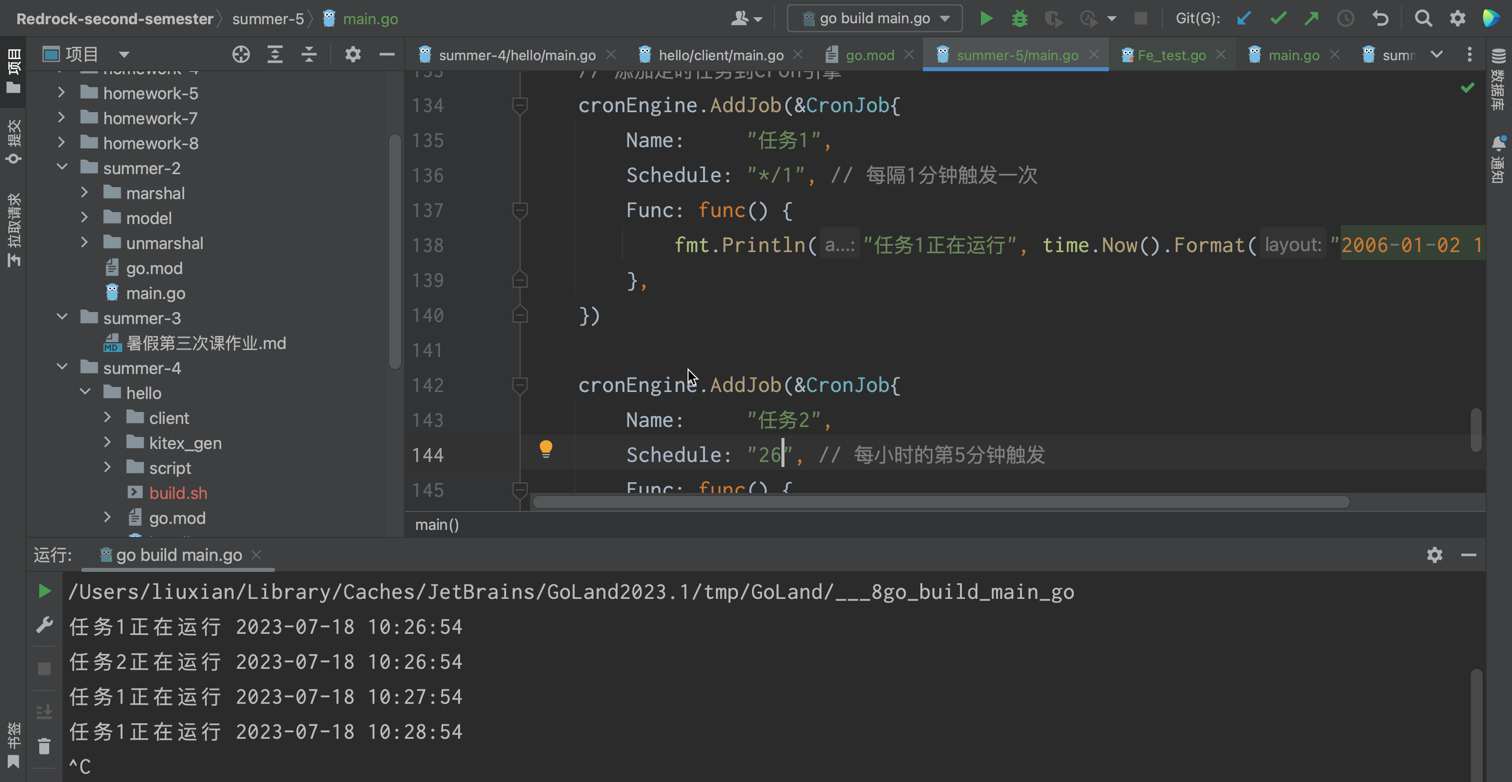 Redrock-second-semester summer-5 main.go go build main.go Git(G):
项目 summer-4/hello/main.go hello/client/main.go go.mod summer-5/main.go Fe_test.go main.go sumn
项目
提交
拉取请求
书签
数据库
通知
homework-4
homework-5
homework-7
homework-8
summer-2
marshal
model
unmarshal
go.mod
main.go
summer-3
暑假第三次课作业.md
summer-4
hello
client
kitex_gen
script
build.sh
go.mod
133 // 添加定时任务到Cron引擎
134 cronEngine.AddJob(&CronJob{
135 Name: "任务1",
136 Schedule: "*/1", // 每隔1分钟触发一次
137 Func: func() {
138 fmt.Println( a...: "任务1正在运行", time.Now().Format( layout: "2006-01-02 1
139 },
140 })
141
142 cronEngine.AddJob(&CronJob{
143 Name: "任务2",
144 Schedule: "26", // 每小时的第5分钟触发
145 Func: func() {
main()
运行: go build main.go
/Users/liuxian/Library/Caches/JetBrains/GoLand2023.1/tmp/GoLand/___8go_build_main_go
任务1正在运行 2023-07-18 10:26:54
任务2正在运行 2023-07-18 10:26:54
任务1正在运行 2023-07-18 10:27:54
任务1正在运行 2023-07-18 10:28:54
^C